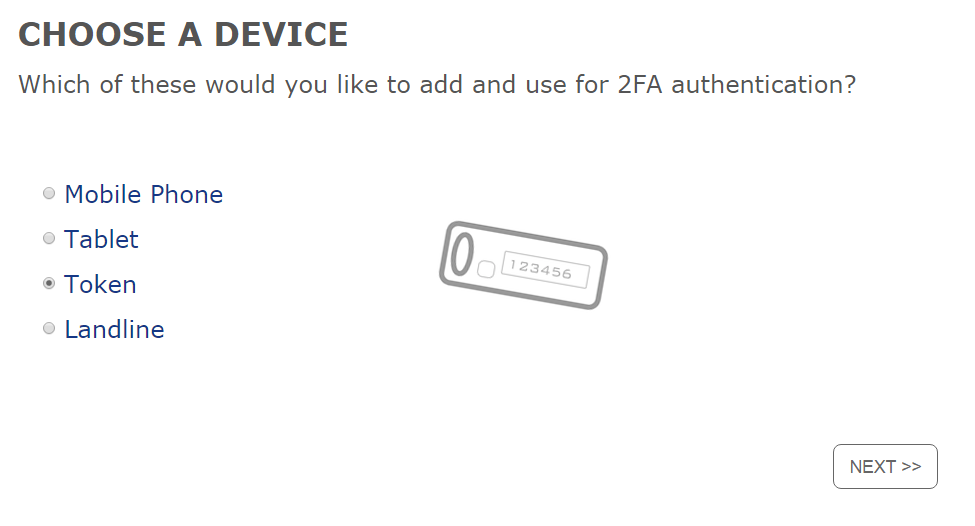 CHOOSE A DEVICE
Which of these would you like to add and use for 2FA authentication?
Mobile Phone
Tablet
Token
Landline
123456
NEXT >>